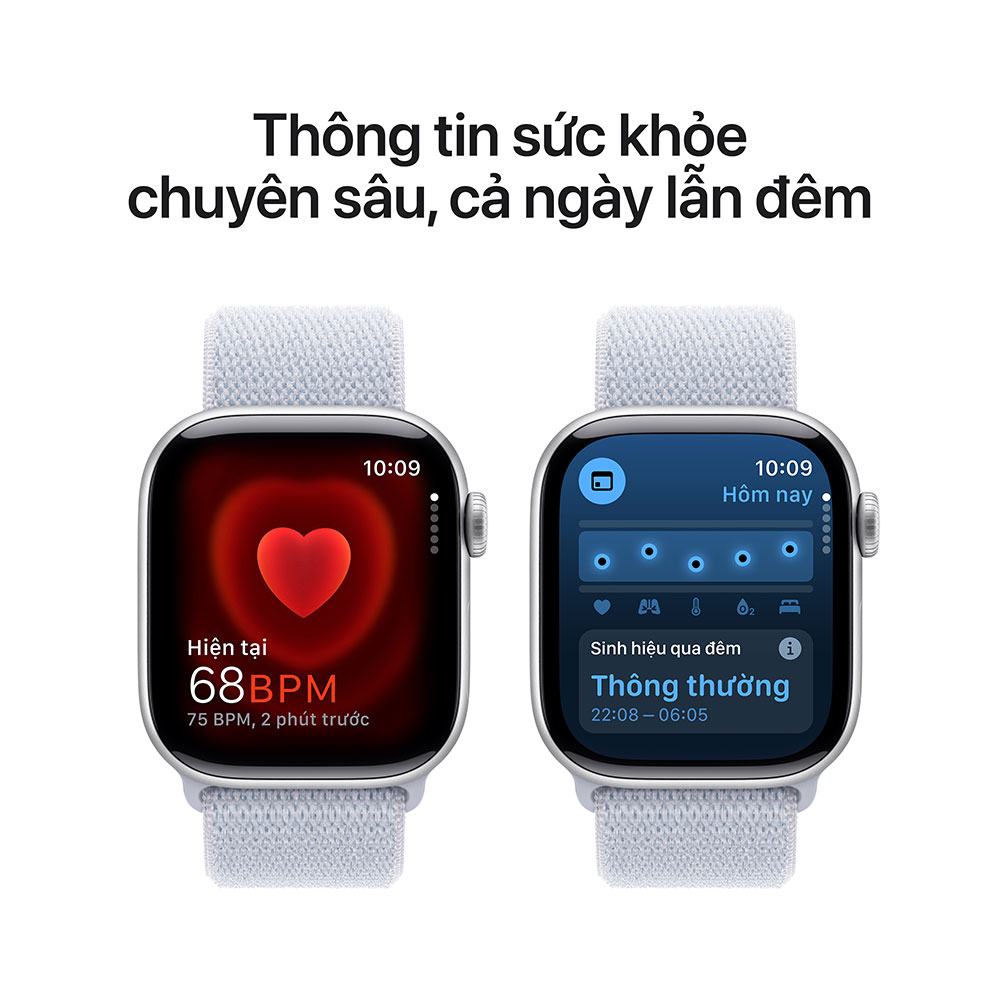 Thông tin sức khỏe
chuyên sâu, cả ngày lẫn đêm
10:09
Hiện tại
68BPM
75 BPM, 2 phút trước
10:09
Hôm nay
O₂
Sinh hiệu qua đêm
i
Thông thường
22:08 – 06:05